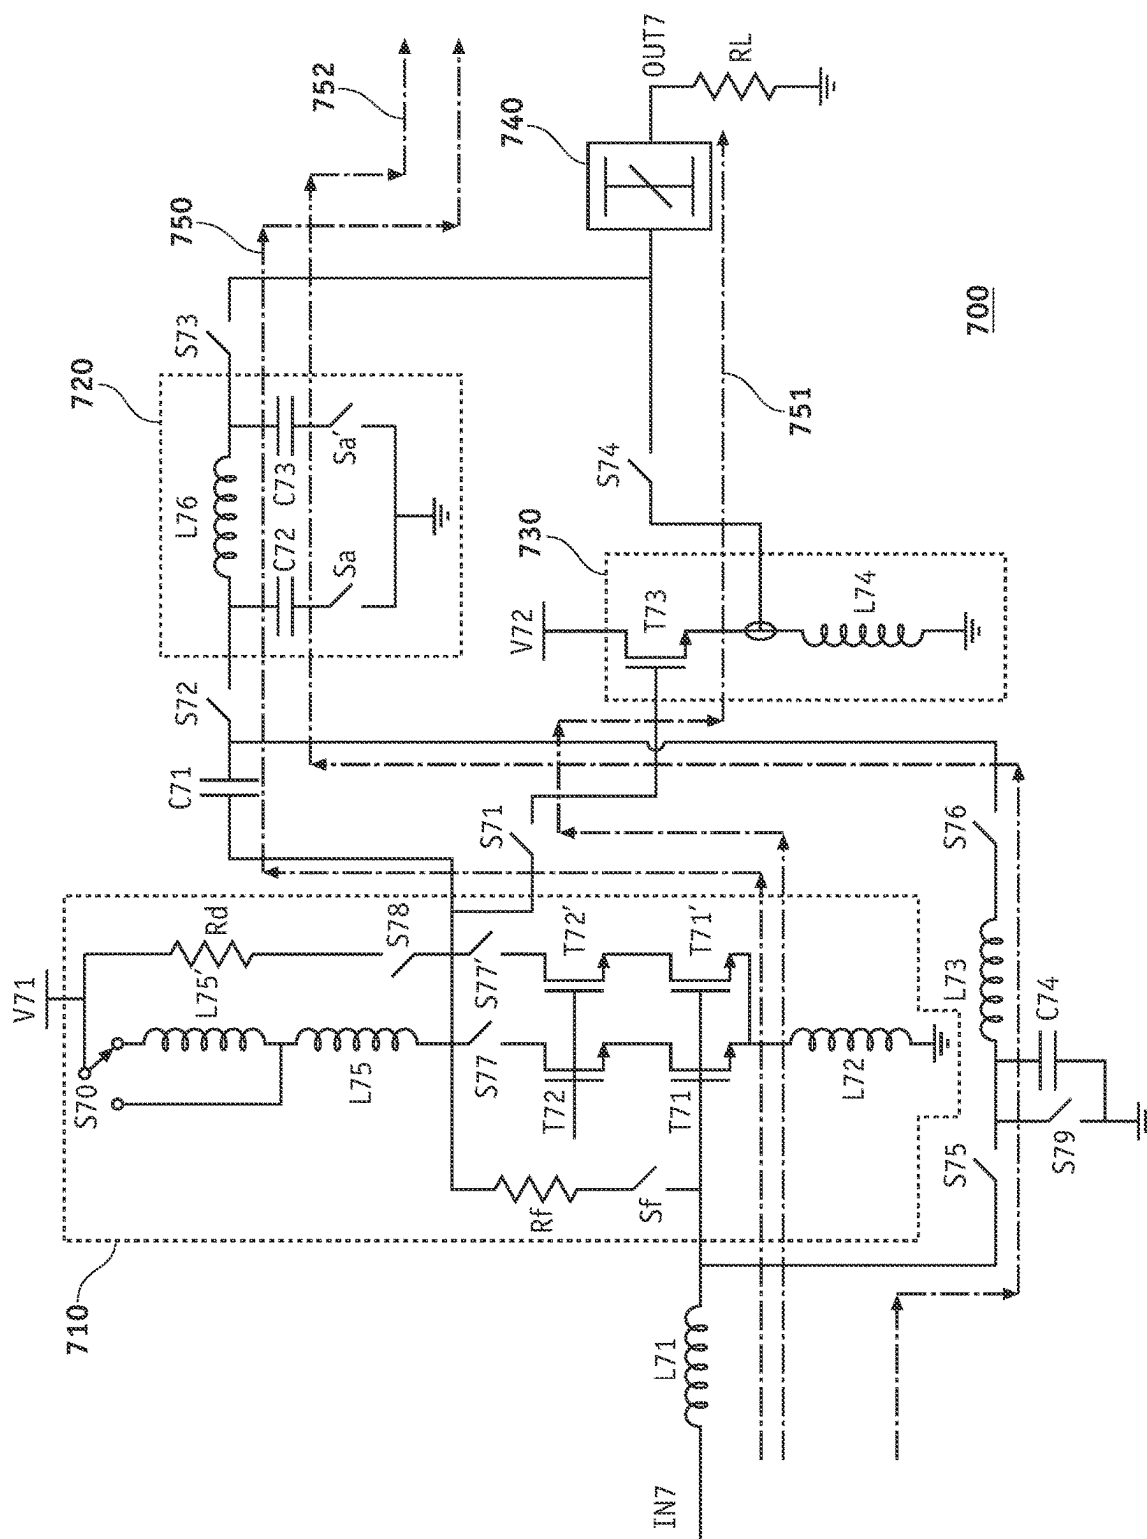 752
750
OUT7
RL
740
720
S73
700
751
L76
C73
Sa'
C72
Sa
S74
730
V72
T73
L74
S72
C71
S71
S76
V71
Rd
S78
L75'
S77'
T72'
T71'
L73
C74
S70
L75
S77
T72
T71
L72
S79
S75
Rf
Sf
710
L71
IN7